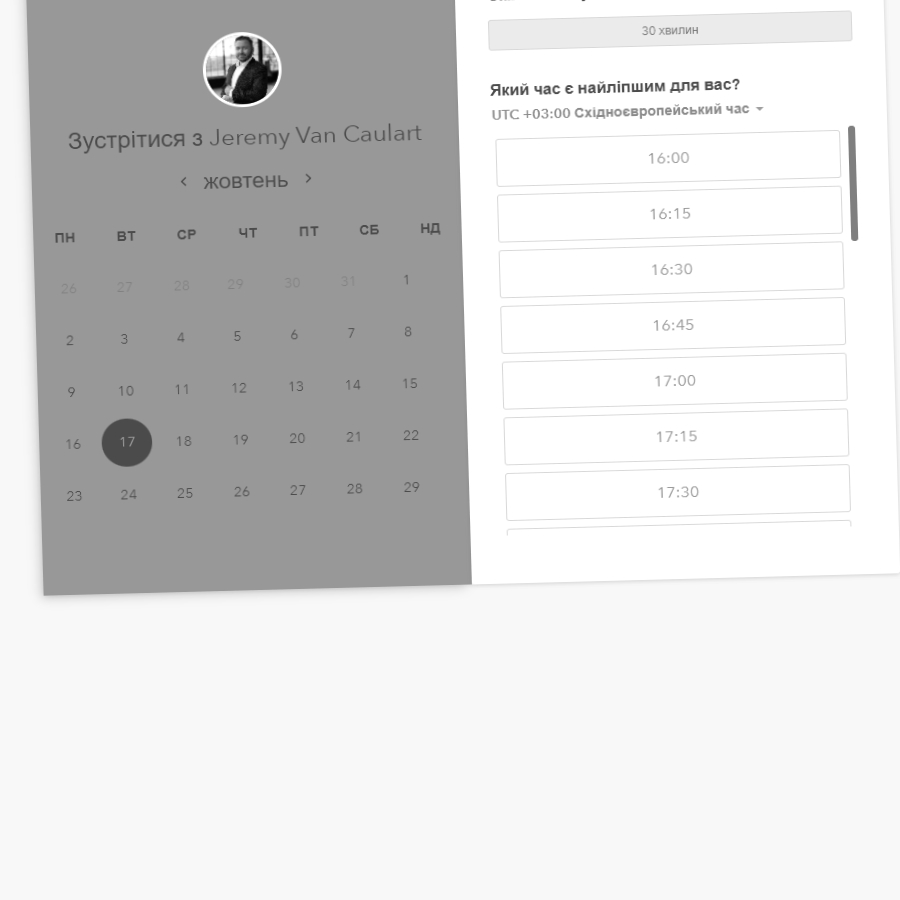 Зустрітися з Jeremy Van Caulart
‹ жовтень ›
ПН ВТ СР ЧТ ПТ СБ НД
26 27 28 29 30 31 1
2 3 4 5 6 7 8
9 10 11 12 13 14 15
16 17 18 19 20 21 22
23 24 25 26 27 28 29
30 хвилин
Який час є найліпшим для вас?
UTC +03:00 Східноєвропейський час
16:00
16:15
16:30
16:45
17:00
17:15
17:30